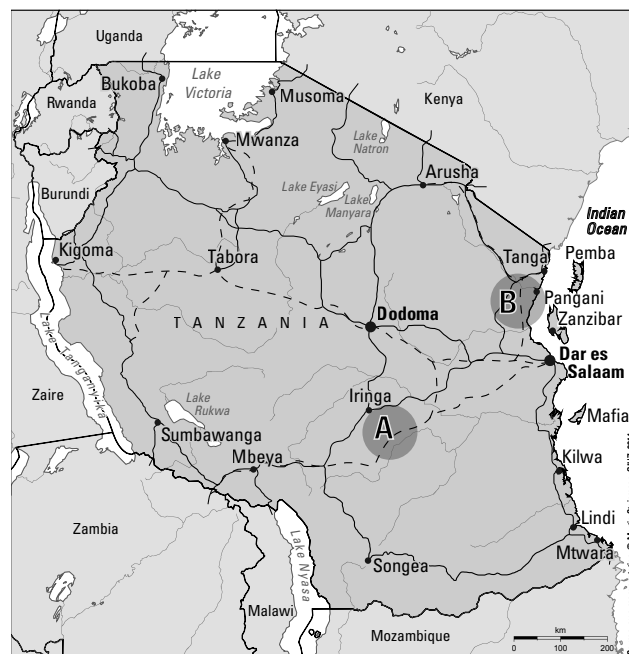 Uganda
Bukoba
Lake
Victoria
Rwanda
Musoma
Kenya
Mwanza
Lake
Natron
Burundi
Lake Eyasi
Lake
Manyara
Arusha
Indian
Ocean
Kigoma
Tabora
Tanga
Pemba
B
Pangani
TANZANIA
Dodoma
Zanzibar
Dar es
Salaam
Lake Tanganyika
Zaire
Lake
Rukwa
Iringa
A
Mafia
Sumbawanga
Mbeya
Kilwa
Zambia
Lake Nyasa
Songea
Lindi
Mtwara
Malawi
Mozambique
km
0 100 200